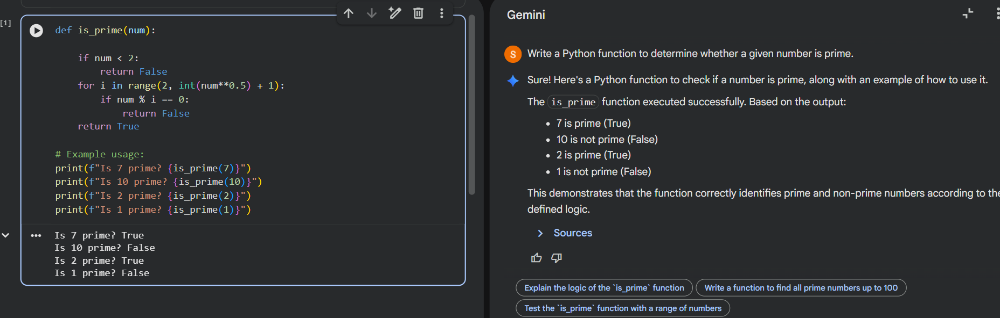 [1]
def is_prime(num):
    if num < 2:
        return False
    for i in range(2, int(num**0.5) + 1):
        if num % i == 0:
            return False
    return True
# Example usage:
print(f"Is 7 prime? {is_prime(7)}")
print(f"Is 10 prime? {is_prime(10)}")
print(f"Is 2 prime? {is_prime(2)}")
print(f"Is 1 prime? {is_prime(1)}")
Is 7 prime? True
Is 10 prime? False
Is 2 prime? True
Is 1 prime? False
Gemini
S
Write a Python function to determine whether a given number is prime.
Sure! Here's a Python function to check if a number is prime, along with an example of how to use it.
The is_prime function executed successfully. Based on the output:
• 7 is prime (True)
• 10 is not prime (False)
• 2 is prime (True)
• 1 is not prime (False)
This demonstrates that the function correctly identifies prime and non-prime numbers according to the
defined logic.
Sources
Explain the logic of the `is_prime` function
Write a function to find all prime numbers up to 100
Test the `is_prime` function with a range of numbers